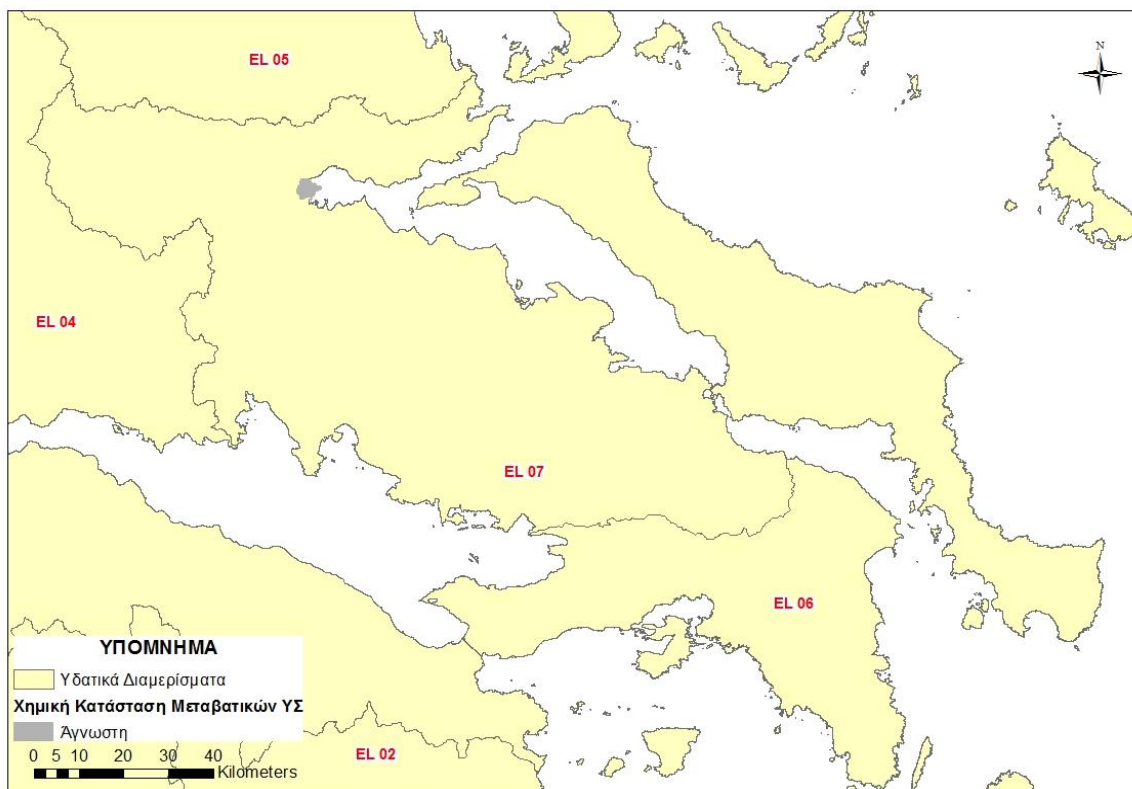 EL 05
N
EL 04
EL 07
EL 06
ΥΠΟΜΝΗΜΑ
Υδατικά Διαμερίσματα
Χημική Κατάσταση Μεταβατικών ΥΣ
Άγνωστη
0 5 10 20 30 40
Kilometers
EL 02